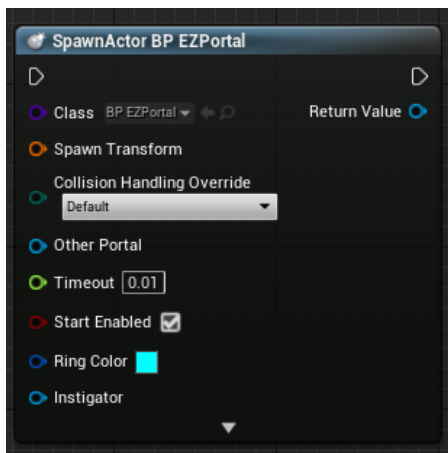 SpawnActor BP EZPortal
Class BP EZPortal Return Value
Spawn Transform
Collision Handling Override
Default
Other Portal
Timeout 0.01
Start Enabled
Ring Color
Instigator